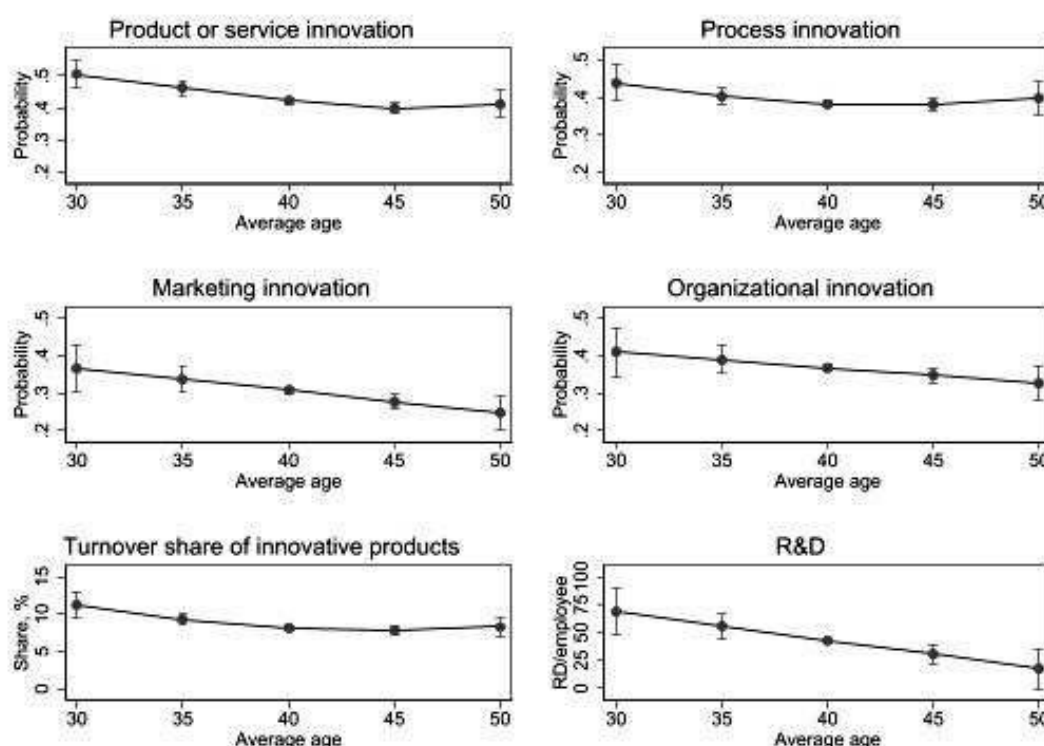 Product or service innovation
Probability
.5
.4
.3
.2
30 35 40 45 50
Average age
Process innovation
Probability
.5
.4
.3
.2
30 35 40 45 50
Average age
Marketing innovation
Probability
.5
.4
.3
.2
30 35 40 45 50
Average age
Organizational innovation
Probability
.5
.4
.3
.2
30 35 40 45 50
Average age
Turnover share of innovative products
Share, %
15
10
5
0
30 35 40 45 50
Average age
R&D
RD/employee
100
75
50
25
0
30 35 40 45 50
Average age